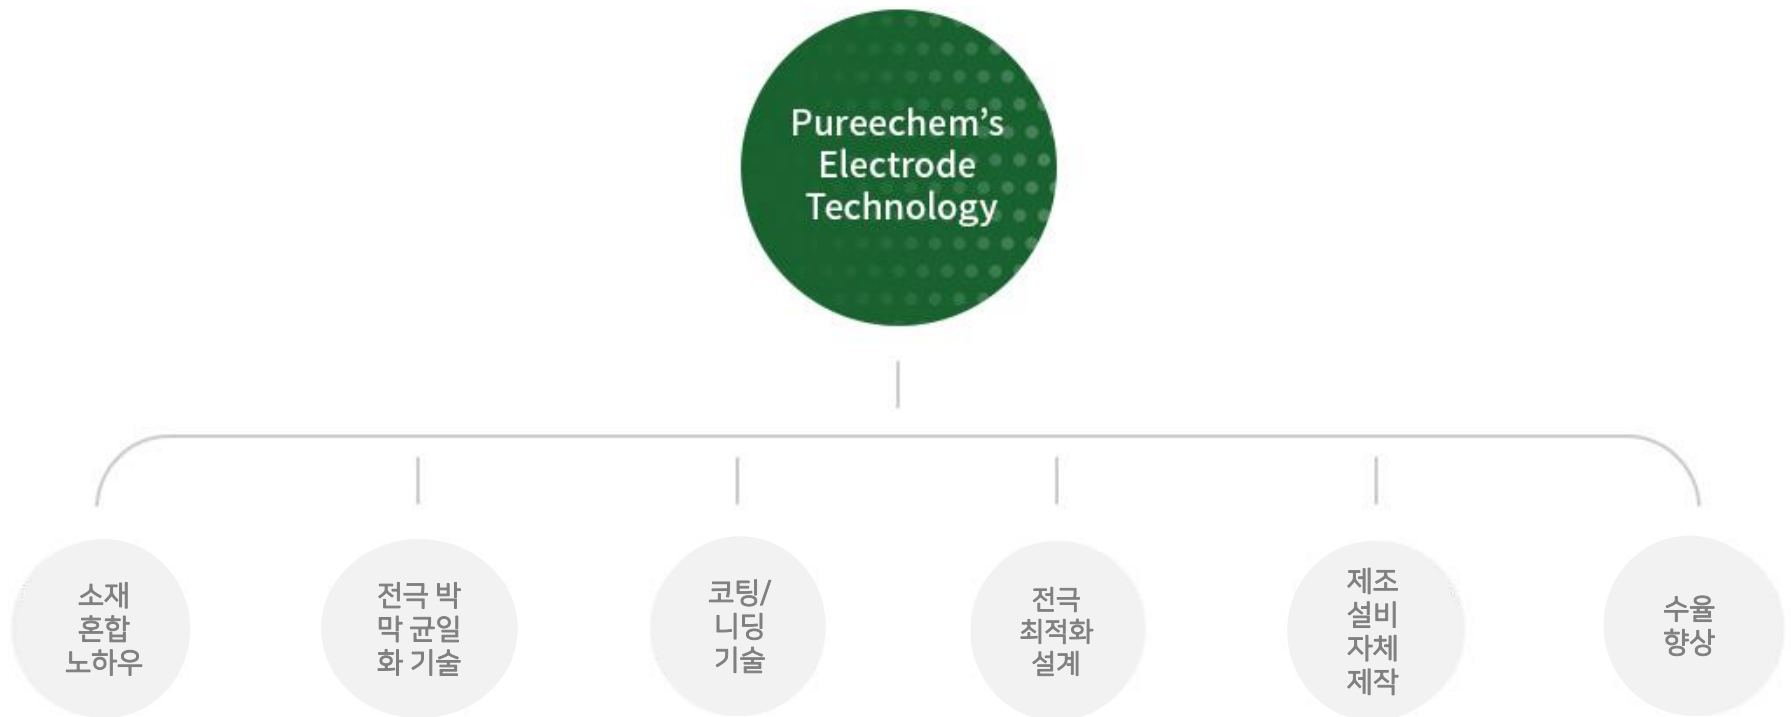 Pureechem’s
Electrode
Technology
소재
혼합
노하우
전극 박
막 균일
화 기술
코팅/
니딩
기술
전극
최적화
설계
제조
설비
자체
제작
수율
향상